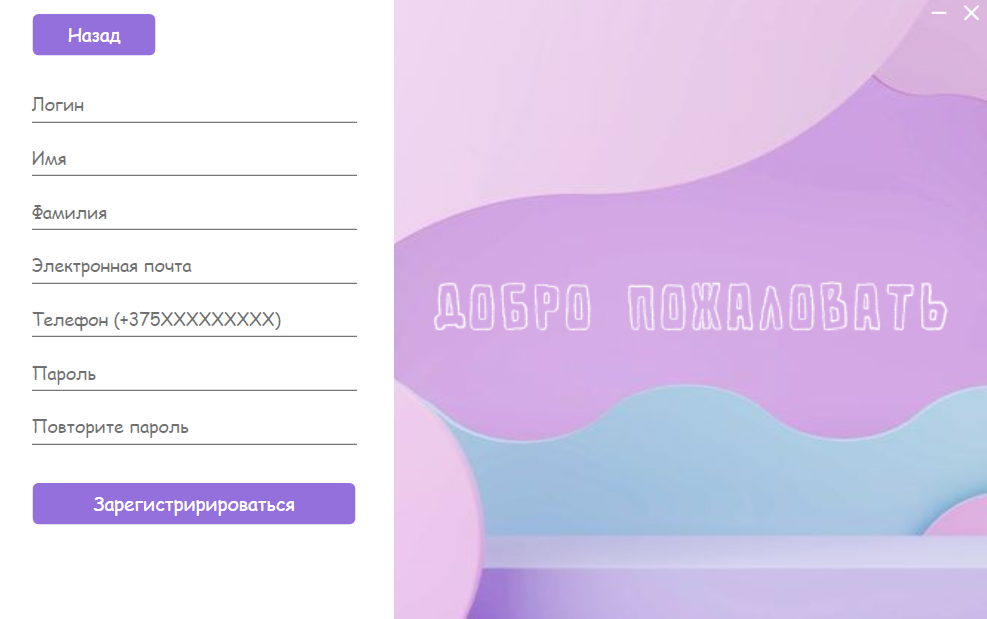 Назад
Логин
Имя
Фамилия
Электронная почта
Телефон (+375XXXXXXXXX)
Пароль
Повторите пароль
Зарегистририроваться
ДОБРО ПОЖАЛОВАТЬ